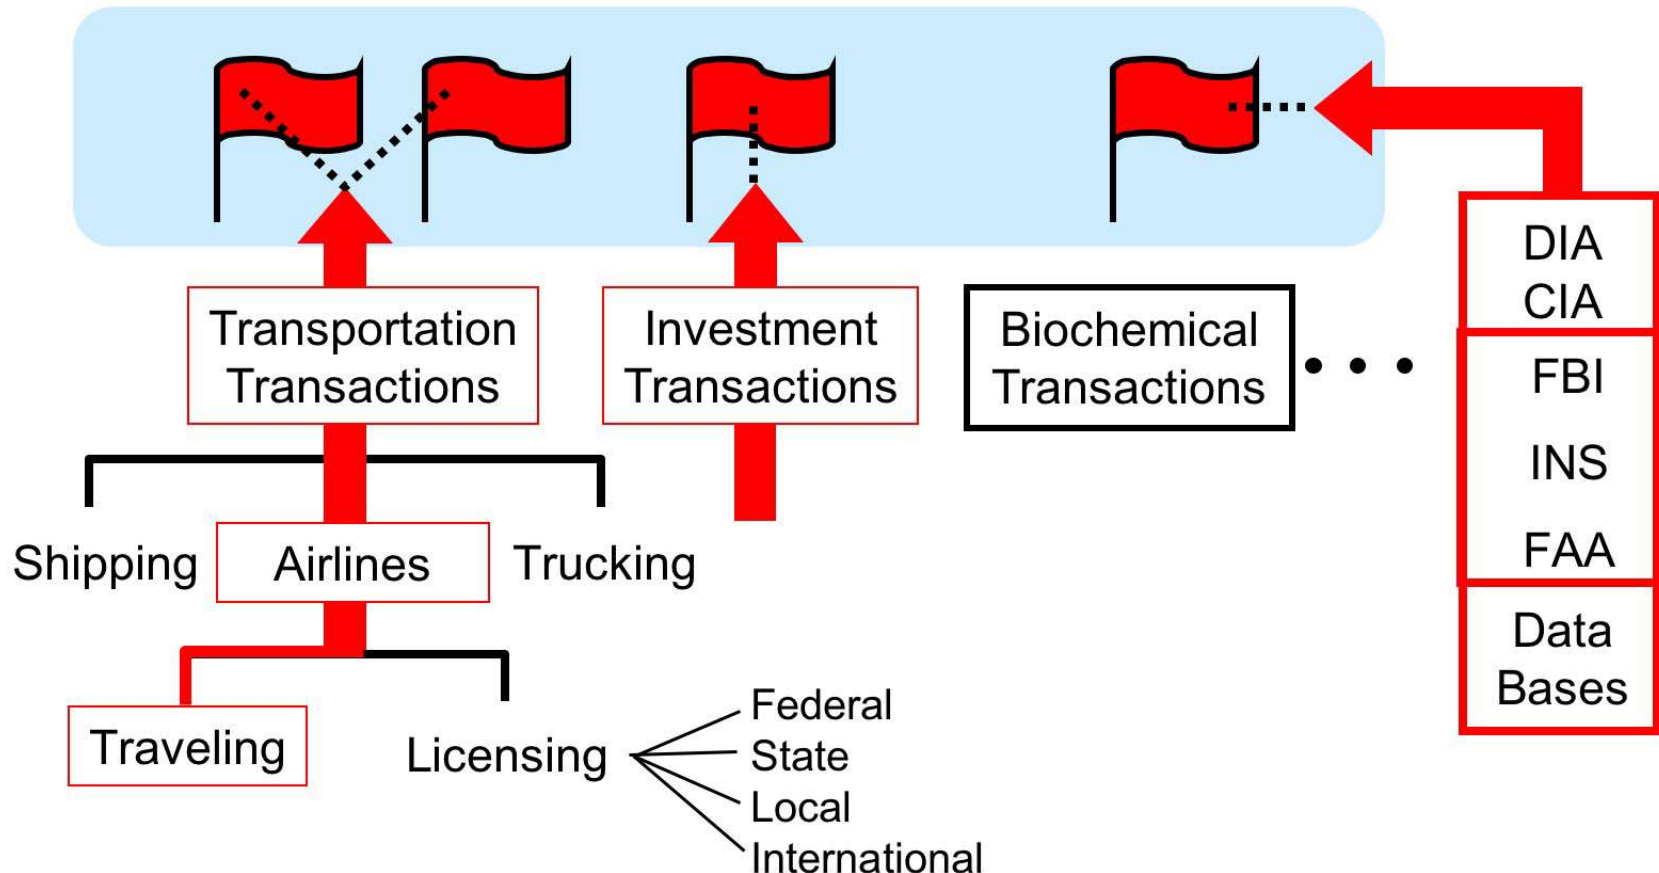 Transportation
Transactions
Investment
Transactions
Biochemical
Transactions
DIA
CIA
FBI
INS
FAA
Data
Bases
Shipping
Airlines
Trucking
Traveling
Licensing
Federal
State
Local
International